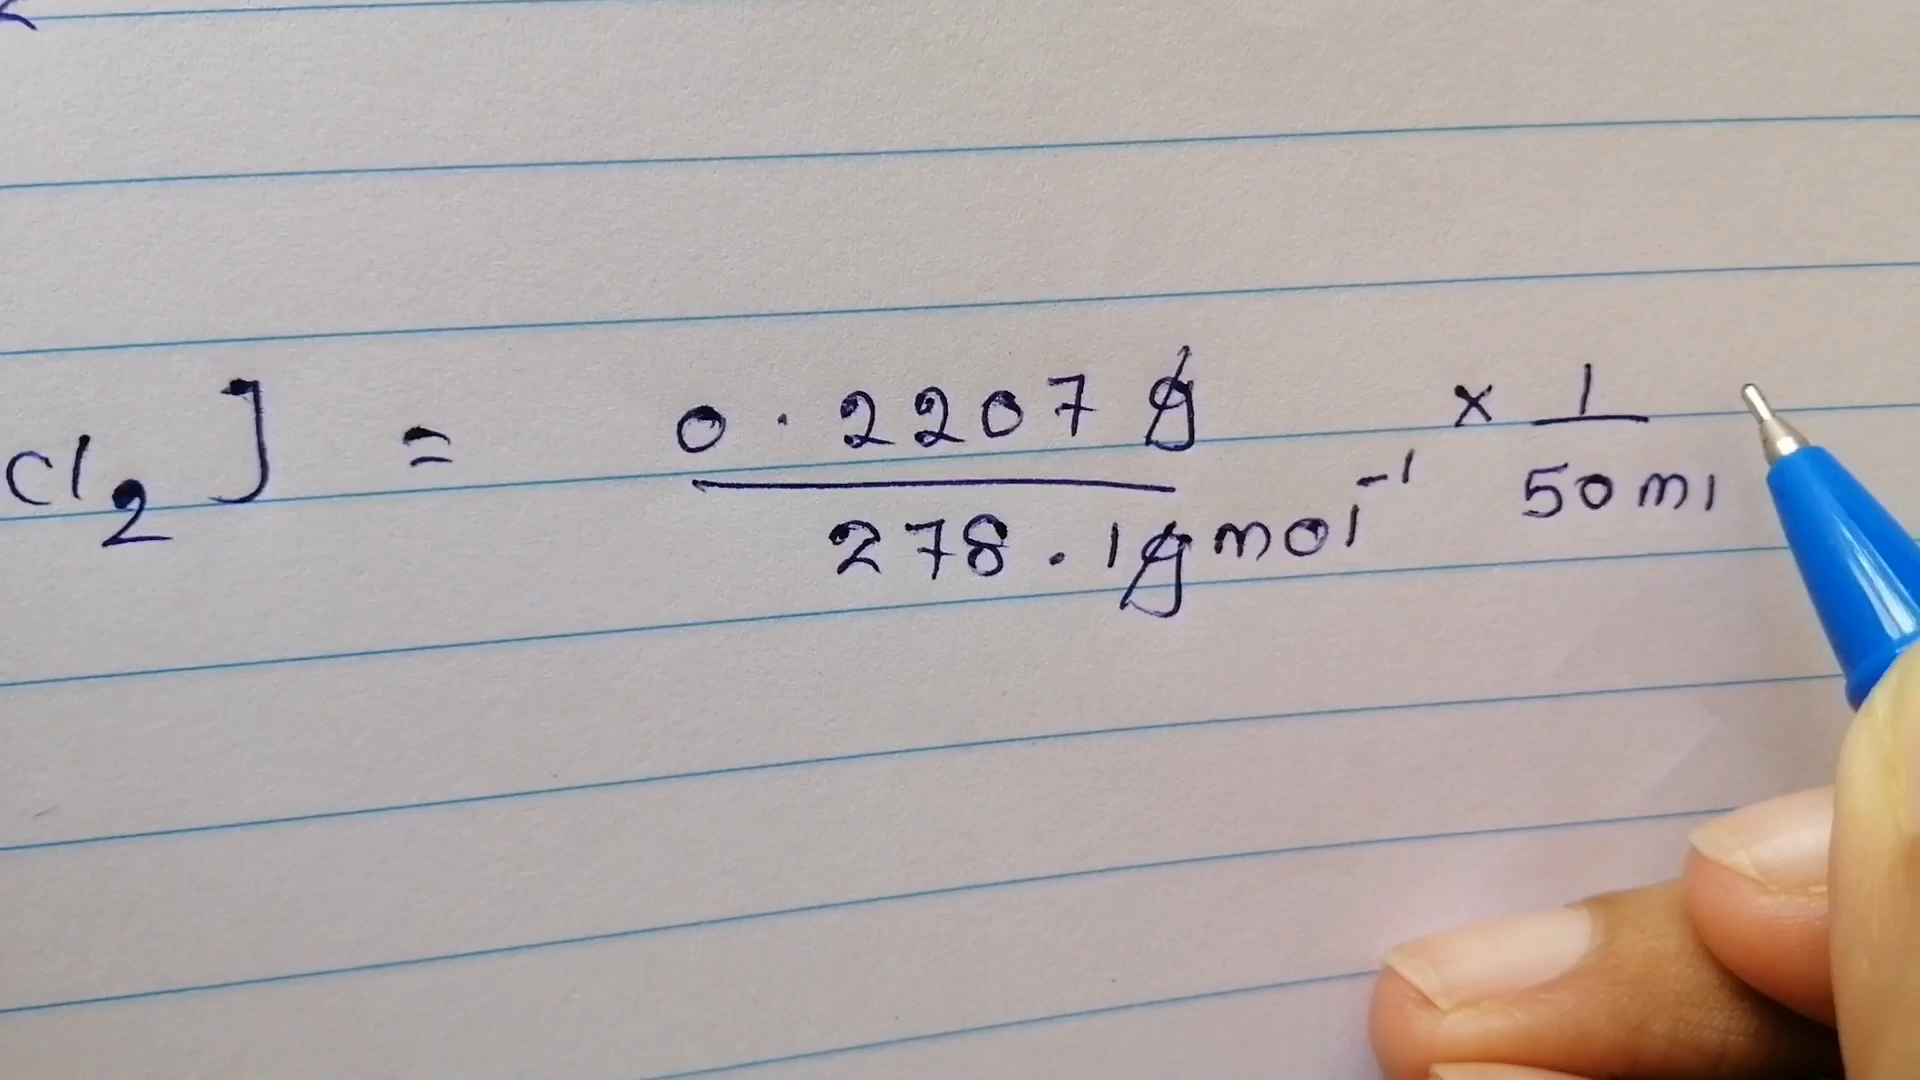 Cl₂] = 0.2207 g / 278.1 g mol⁻¹ × 1 / 50 ml